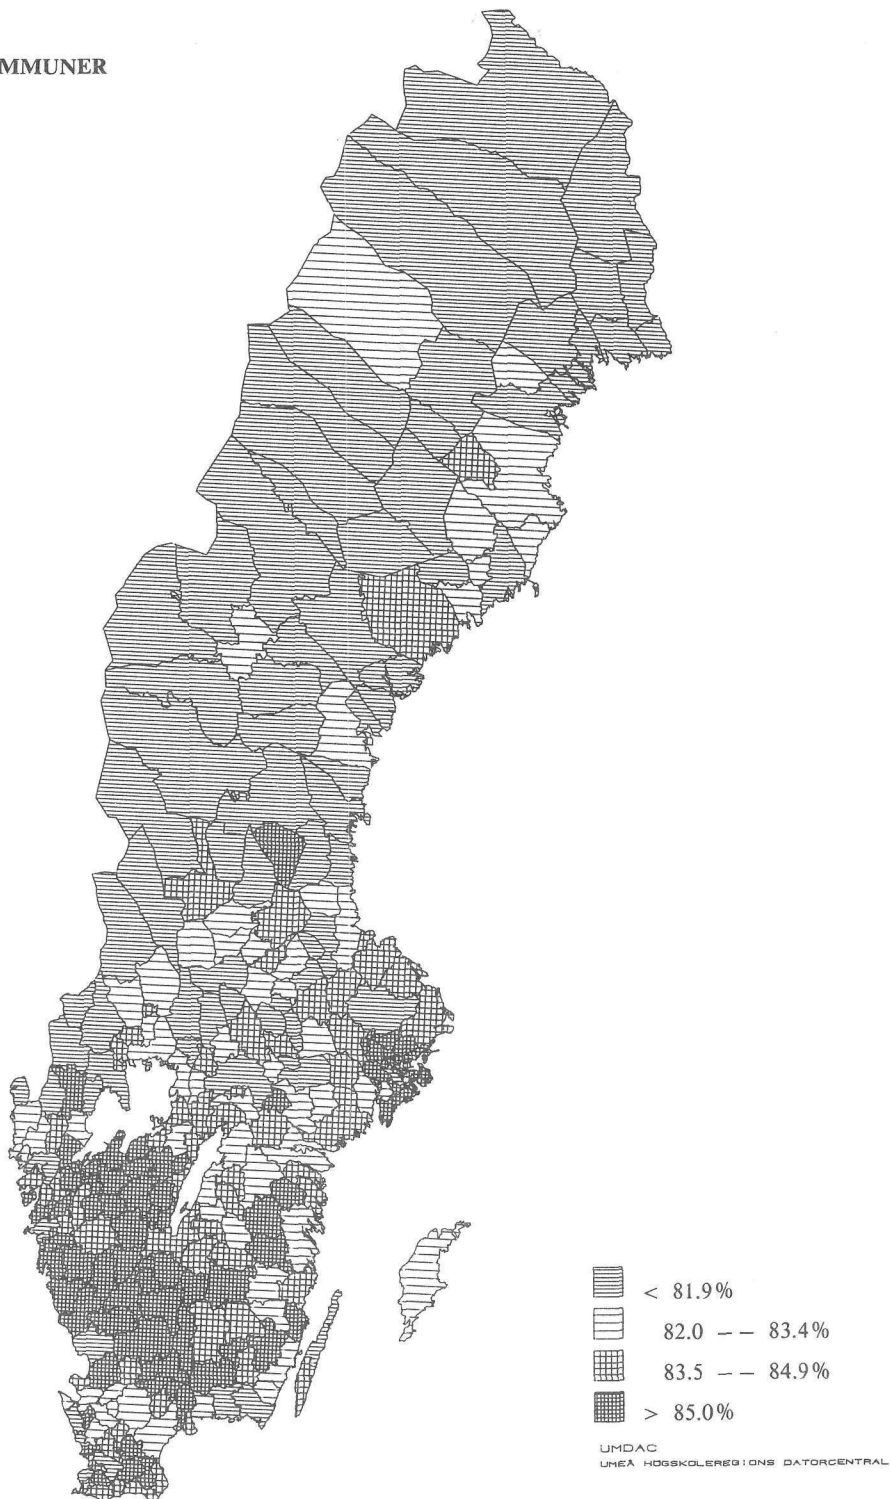 MMUNER
< 81.9%
82.0 –– 83.4%
83.5 –– 84.9%
> 85.0%
UMDAC
UMEÅ HÖGSKOLEREGIONS DATORCENTRAL